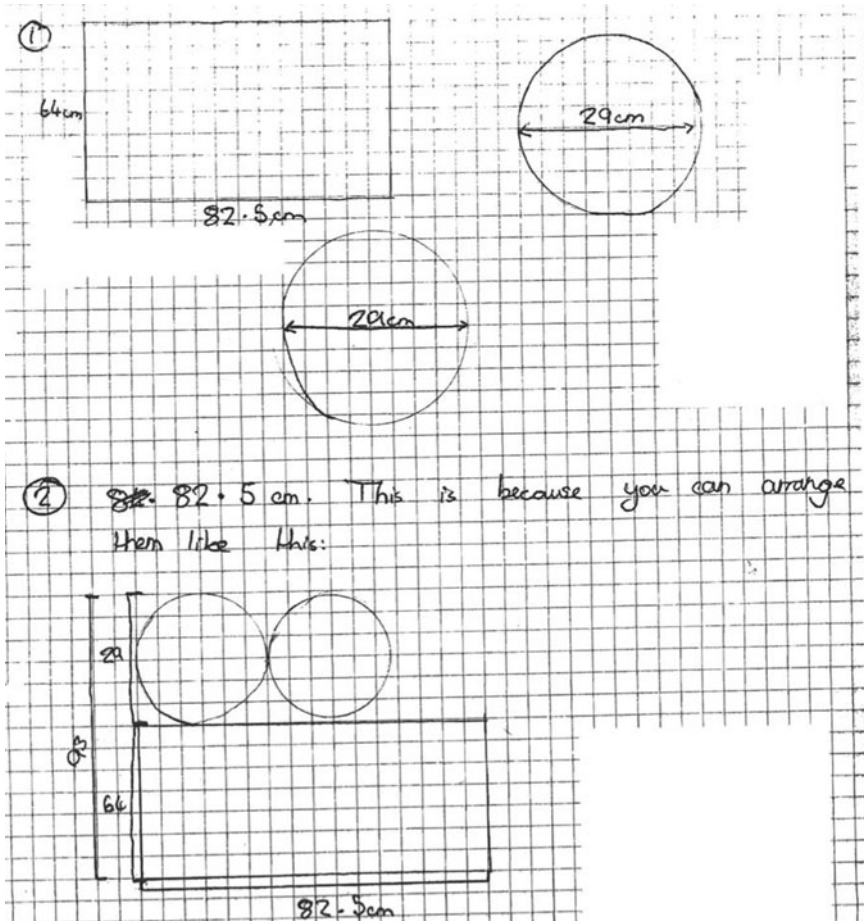 1
64cm
29cm
82.5cm
29cm
2 82.5 cm. This is because you can arrange
them like this:
29
93
64
82.5cm